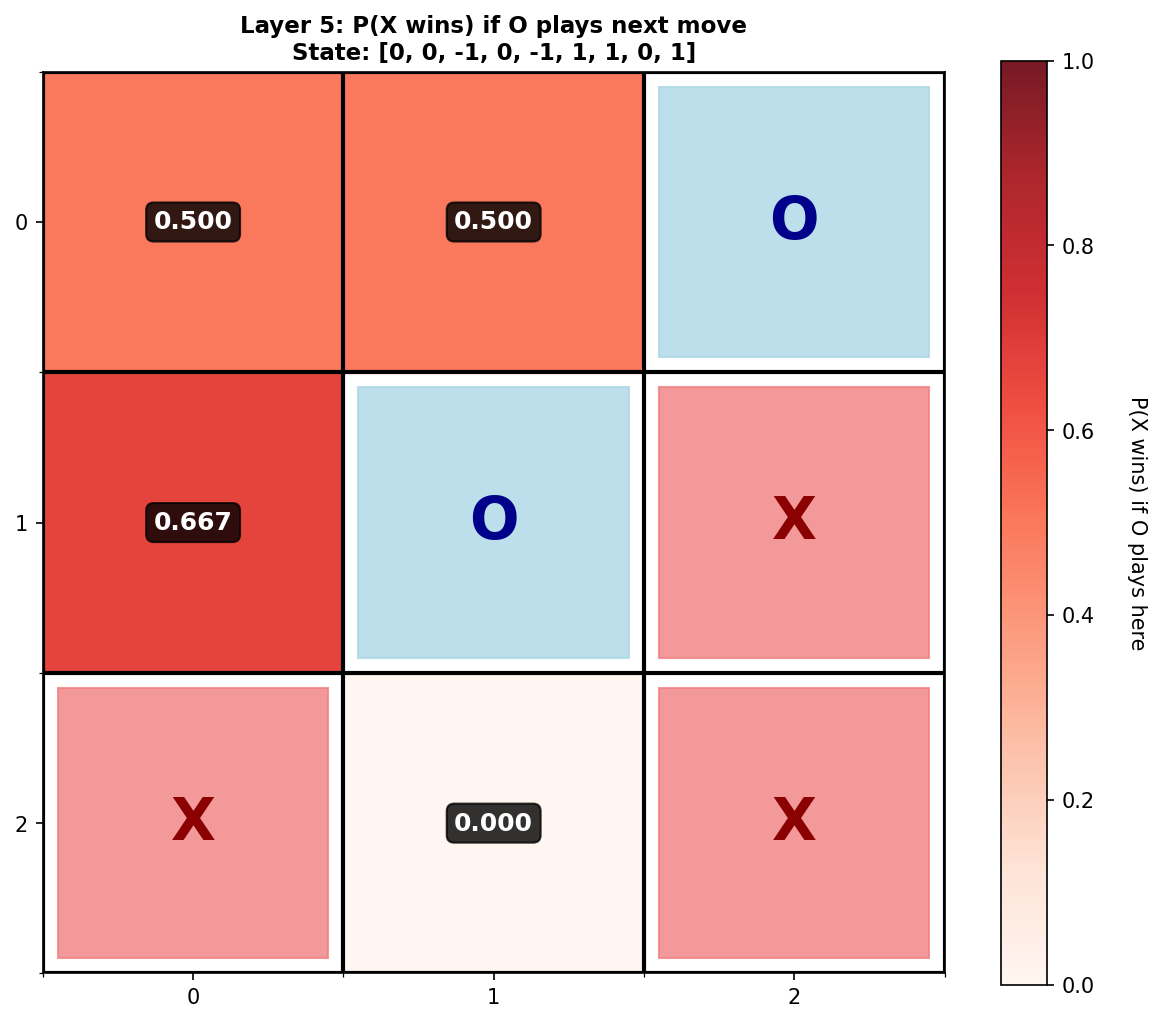 Layer 5: P(X wins) if O plays next move
State: [0, 0, -1, 0, -1, 1, 1, 0, 1]
0
0.500
0.500
O
1
0.667
O
X
2
X
0.000
X
0
1
2
1.0
0.8
0.6
0.4
0.2
0.0
P(X wins) if O plays here